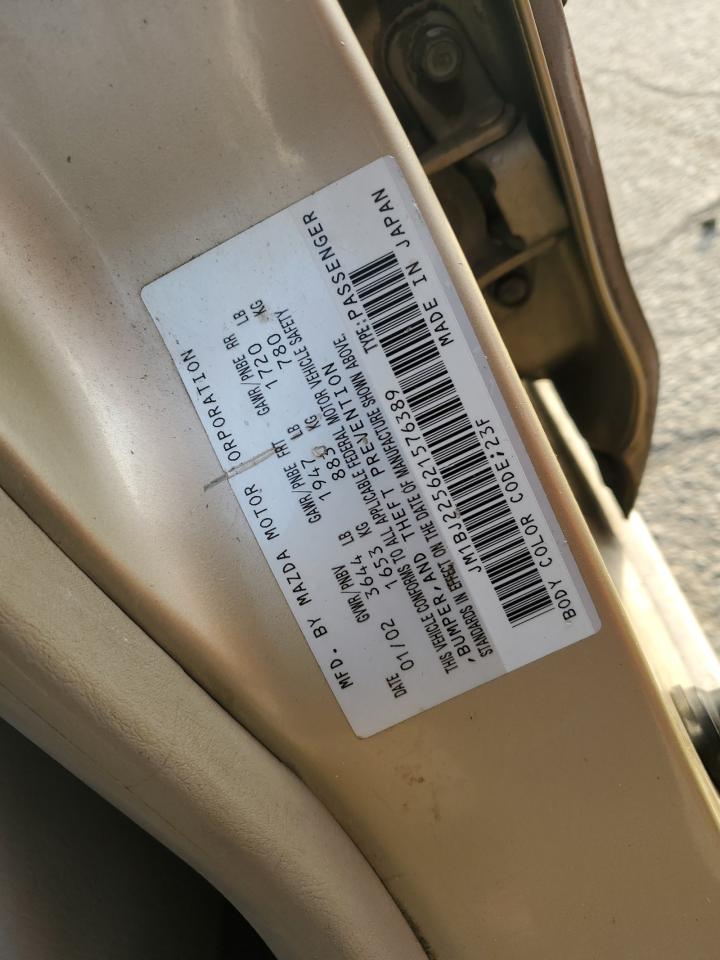 MFD. BY MAZDA MOTOR ORPORATION
DATE GVWR/PNBV GAWR/PNBE FRT GAWR/PNBE RR
01/02 3644 LB 1947 LB 1720 LB
1653 KG 883 KG 780 KG
THIS VEHICLE CONFORMS TO ALL APPLICABLE FEDERAL MOTOR VEHICLE SAFETY
,BUMPER,AND THEFT PREVENTION
STANDARDS IN EFFECT ON THE DATE OF MANUFACTURE SHOWN ABOVE.
JM1BJ225621576389 TYPE:PASSENGER
BODY COLOR CODE:23F MADE IN JAPAN